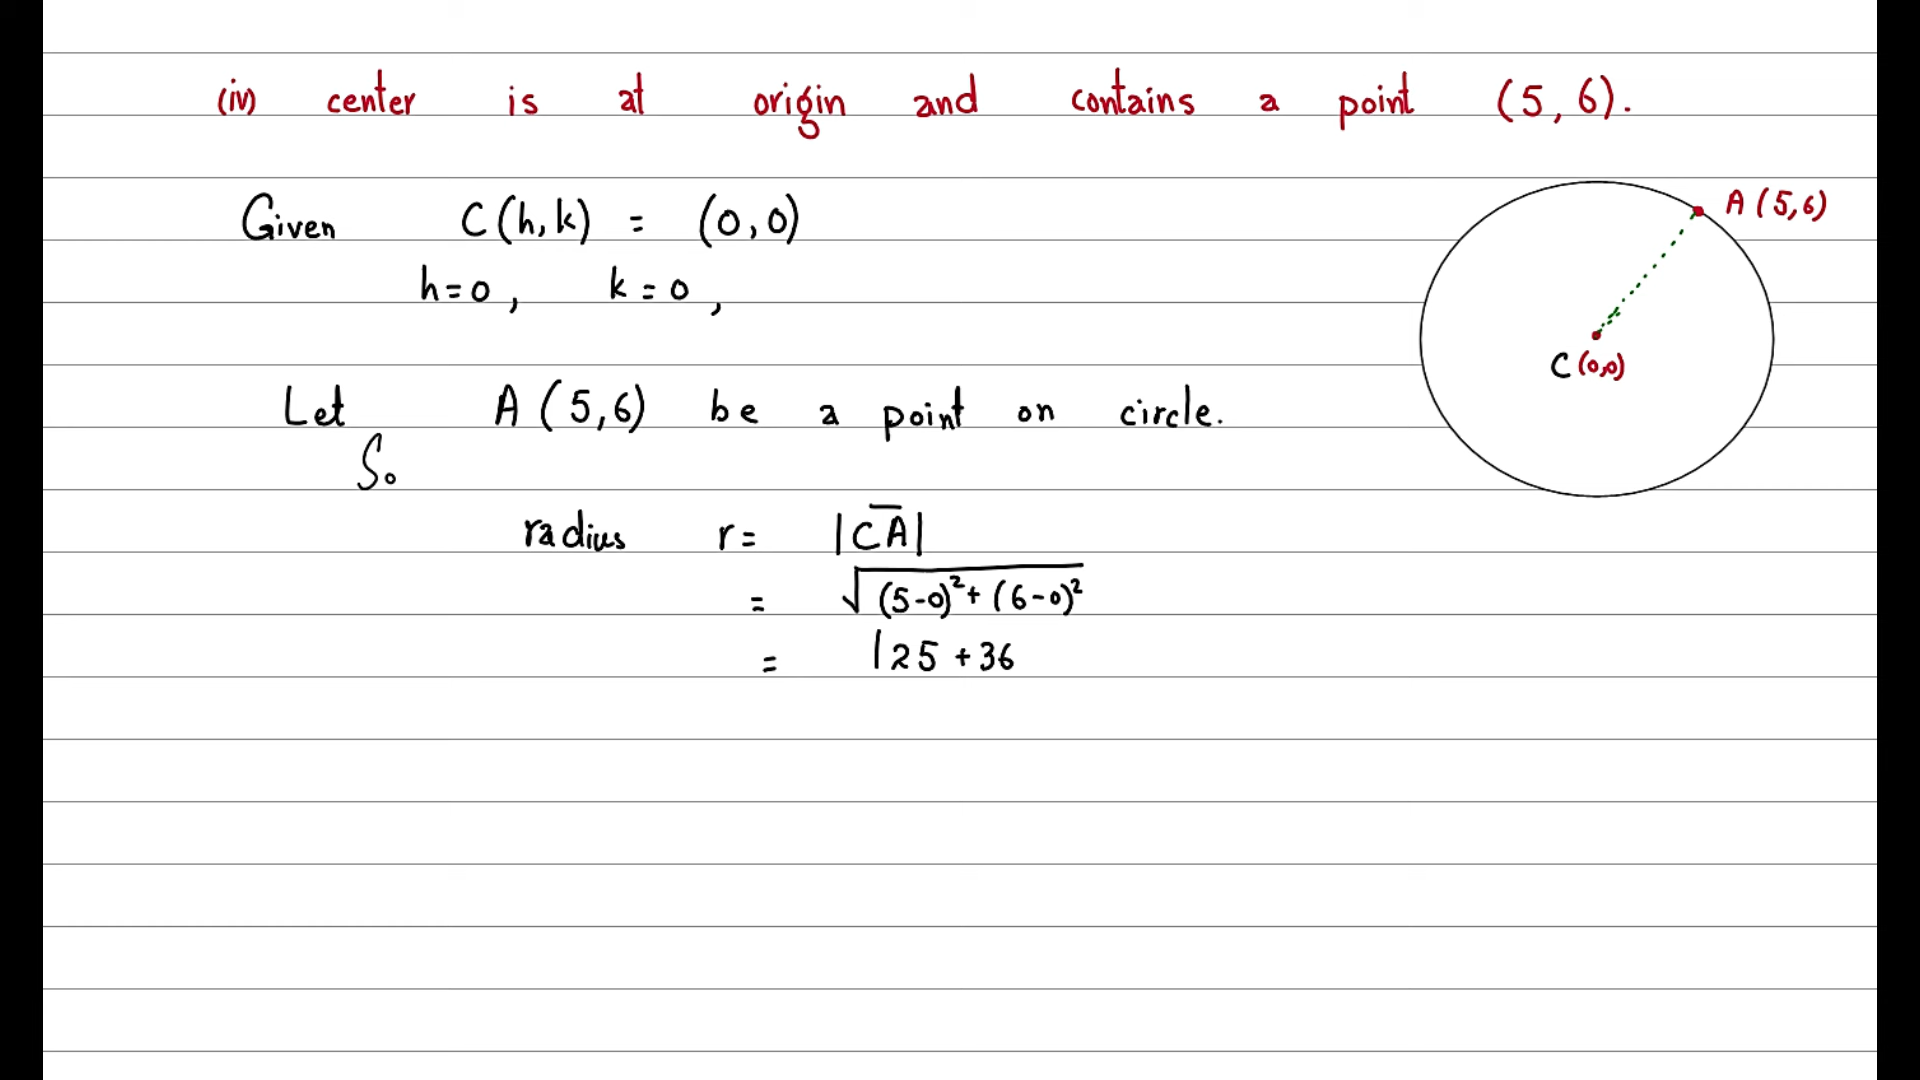 (iv) center is at origin and contains a point (5, 6).
Given C(h,k) = (0,0)
h=0, k=0,
A(5,6)
C(0,0)
Let A(5,6) be a point on circle.
So
radius r = |C̅A̅|
= √(5-0)²+(6-0)²
= |25+36